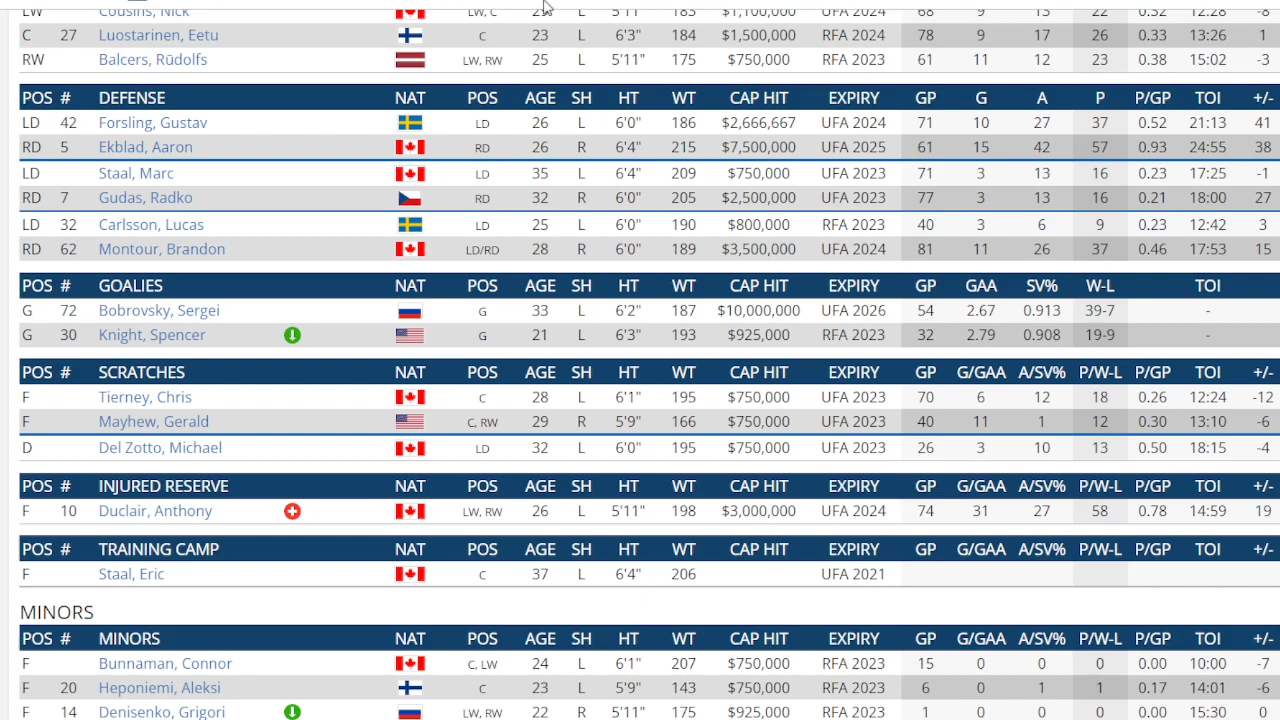 LW Cousins, Nick LW, C 29 L 5'11" 183 $1,100,000 UFA 2024 68 9 13 22 0.32 12:28 -8
C 27 Luostarinen, Eetu C 23 L 6'3" 184 $1,500,000 RFA 2024 78 9 17 26 0.33 13:26 1
RW Balcers, Rūdolfs LW, RW 25 L 5'11" 175 $750,000 RFA 2023 61 11 12 23 0.38 15:02 -3
POS # DEFENSE NAT POS AGE SH HT WT CAP HIT EXPIRY GP G A P P/GP TOI +/-
LD 42 Forsling, Gustav LD 26 L 6'0" 186 $2,666,667 UFA 2024 71 10 27 37 0.52 21:13 41
RD 5 Ekblad, Aaron RD 26 R 6'4" 215 $7,500,000 UFA 2025 61 15 42 57 0.93 24:55 38
LD Staal, Marc LD 35 L 6'4" 209 $750,000 UFA 2023 71 3 13 16 0.23 17:25 -1
RD 7 Gudas, Radko RD 32 R 6'0" 205 $2,500,000 UFA 2023 77 3 13 16 0.21 18:00 27
LD 32 Carlsson, Lucas LD 25 L 6'0" 190 $800,000 RFA 2023 40 3 6 9 0.23 12:42 3
RD 62 Montour, Brandon LD/RD 28 R 6'0" 189 $3,500,000 UFA 2024 81 11 26 37 0.46 17:53 15
POS # GOALIES NAT POS AGE SH HT WT CAP HIT EXPIRY GP GAA SV% W-L TOI
G 72 Bobrovsky, Sergei G 33 L 6'2" 187 $10,000,000 UFA 2026 54 2.67 0.913 39-7 -
G 30 Knight, Spencer G 21 L 6'3" 193 $925,000 RFA 2023 32 2.79 0.908 19-9 -
POS # SCRATCHES NAT POS AGE SH HT WT CAP HIT EXPIRY GP G/GAA A/SV% P/W-L P/GP TOI +/-
F Tierney, Chris C 28 L 6'1" 195 $750,000 UFA 2023 70 6 12 18 0.26 12:24 -12
F Mayhew, Gerald C, RW 29 R 5'9" 166 $750,000 UFA 2023 40 11 1 12 0.30 13:10 -6
D Del Zotto, Michael LD 32 L 6'0" 195 $750,000 UFA 2023 26 3 10 13 0.50 18:15 -4
POS # INJURED RESERVE NAT POS AGE SH HT WT CAP HIT EXPIRY GP G/GAA A/SV% P/W-L P/GP TOI +/-
F 10 Duclair, Anthony LW, RW 26 L 5'11" 198 $3,000,000 UFA 2024 74 31 27 58 0.78 14:59 19
POS # TRAINING CAMP NAT POS AGE SH HT WT CAP HIT EXPIRY GP G/GAA A/SV% P/W-L P/GP TOI +/-
F Staal, Eric C 37 L 6'4" 206 UFA 2021
MINORS
POS # MINORS NAT POS AGE SH HT WT CAP HIT EXPIRY GP G/GAA A/SV% P/W-L P/GP TOI +/-
F Bunnaman, Connor C, LW 24 L 6'1" 207 $750,000 RFA 2023 15 0 0 0 0.00 10:00 -7
F 20 Heponiemi, Aleksi C 23 L 5'9" 143 $750,000 RFA 2023 6 0 1 1 0.17 14:01 -6
F 14 Denisenko, Grigori LW, RW 22 R 5'11" 175 $925,000 RFA 2023 1 0 0 0 0.00 15:30 0